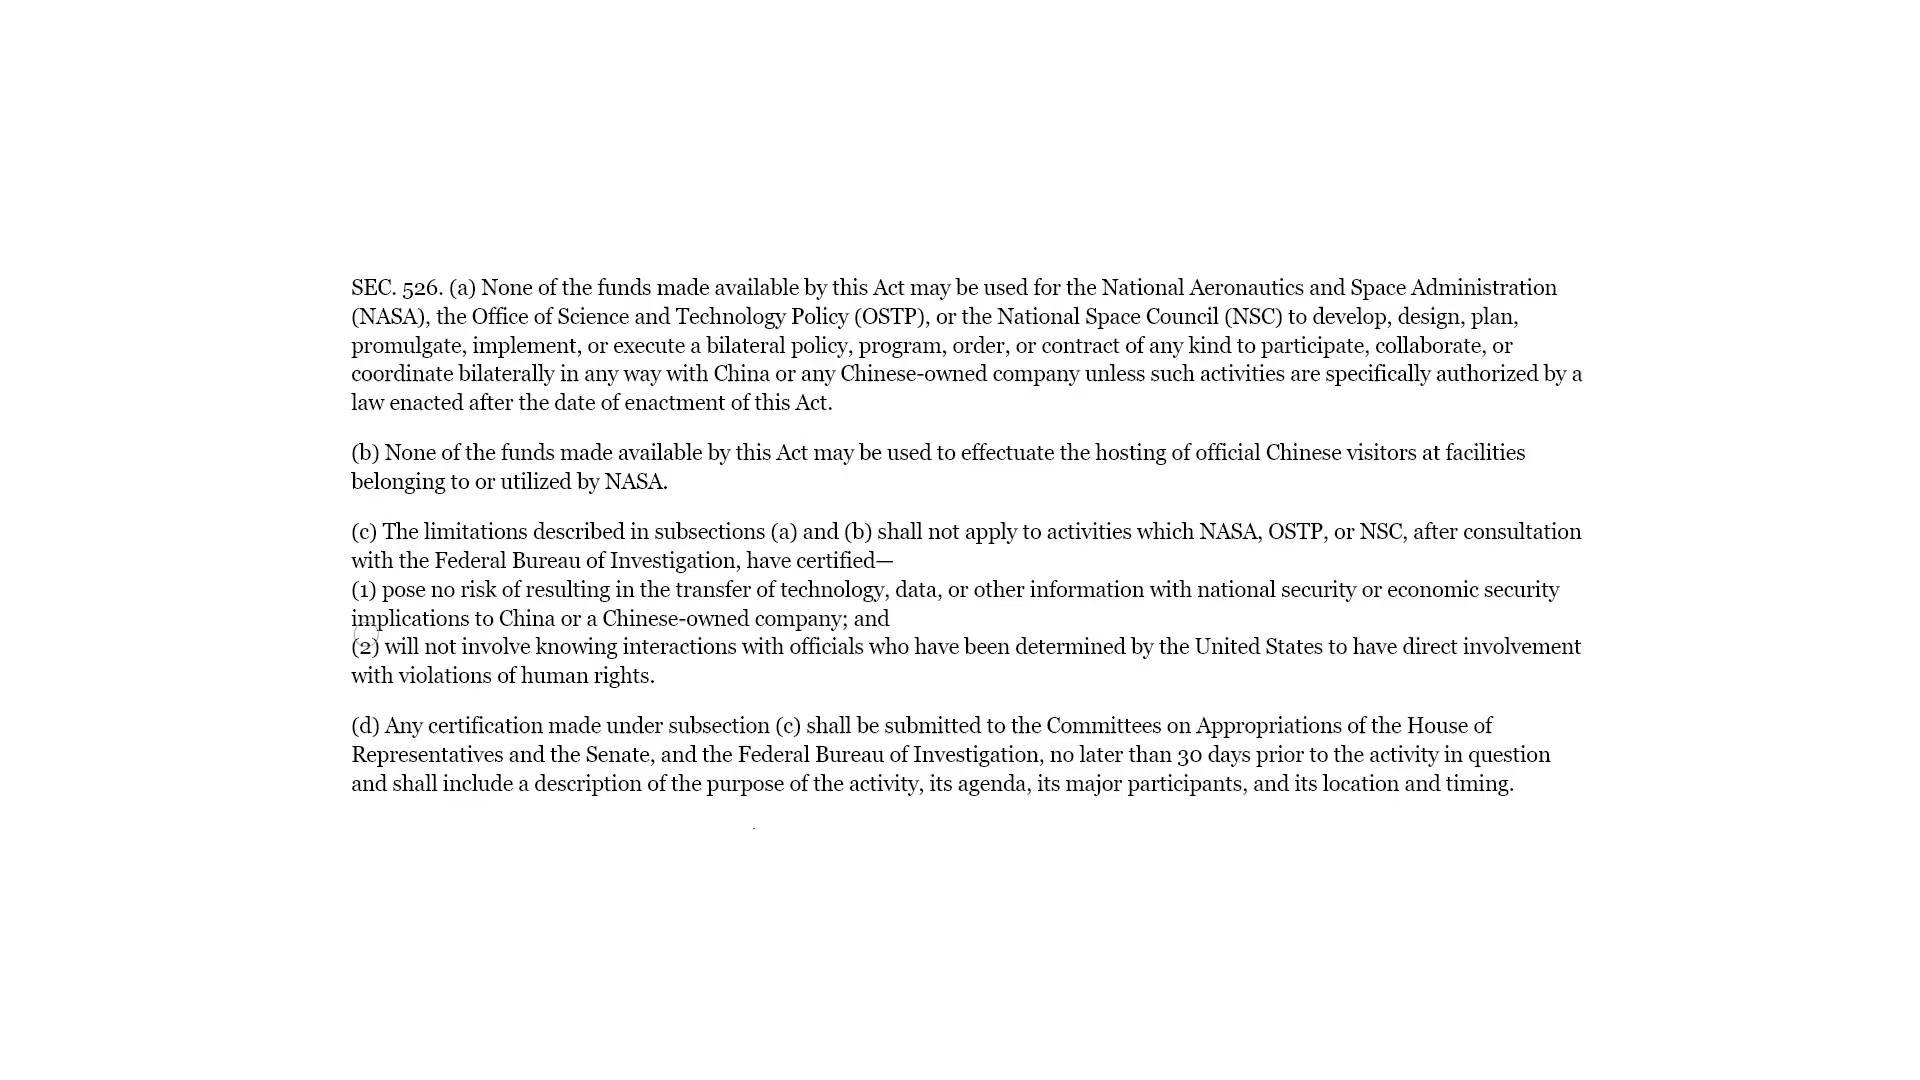 SEC. 526. (a) None of the funds made available by this Act may be used for the National Aeronautics and Space Administration
(NASA), the Office of Science and Technology Policy (OSTP), or the National Space Council (NSC) to develop, design, plan,
promulgate, implement, or execute a bilateral policy, program, order, or contract of any kind to participate, collaborate, or
coordinate bilaterally in any way with China or any Chinese-owned company unless such activities are specifically authorized by a
law enacted after the date of enactment of this Act.
(b) None of the funds made available by this Act may be used to effectuate the hosting of official Chinese visitors at facilities
belonging to or utilized by NASA.
(c) The limitations described in subsections (a) and (b) shall not apply to activities which NASA, OSTP, or NSC, after consultation
with the Federal Bureau of Investigation, have certified—
(1) pose no risk of resulting in the transfer of technology, data, or other information with national security or economic security
implications to China or a Chinese-owned company; and
(2) will not involve knowing interactions with officials who have been determined by the United States to have direct involvement
with violations of human rights.
(d) Any certification made under subsection (c) shall be submitted to the Committees on Appropriations of the House of
Representatives and the Senate, and the Federal Bureau of Investigation, no later than 30 days prior to the activity in question
and shall include a description of the purpose of the activity, its agenda, its major participants, and its location and timing.